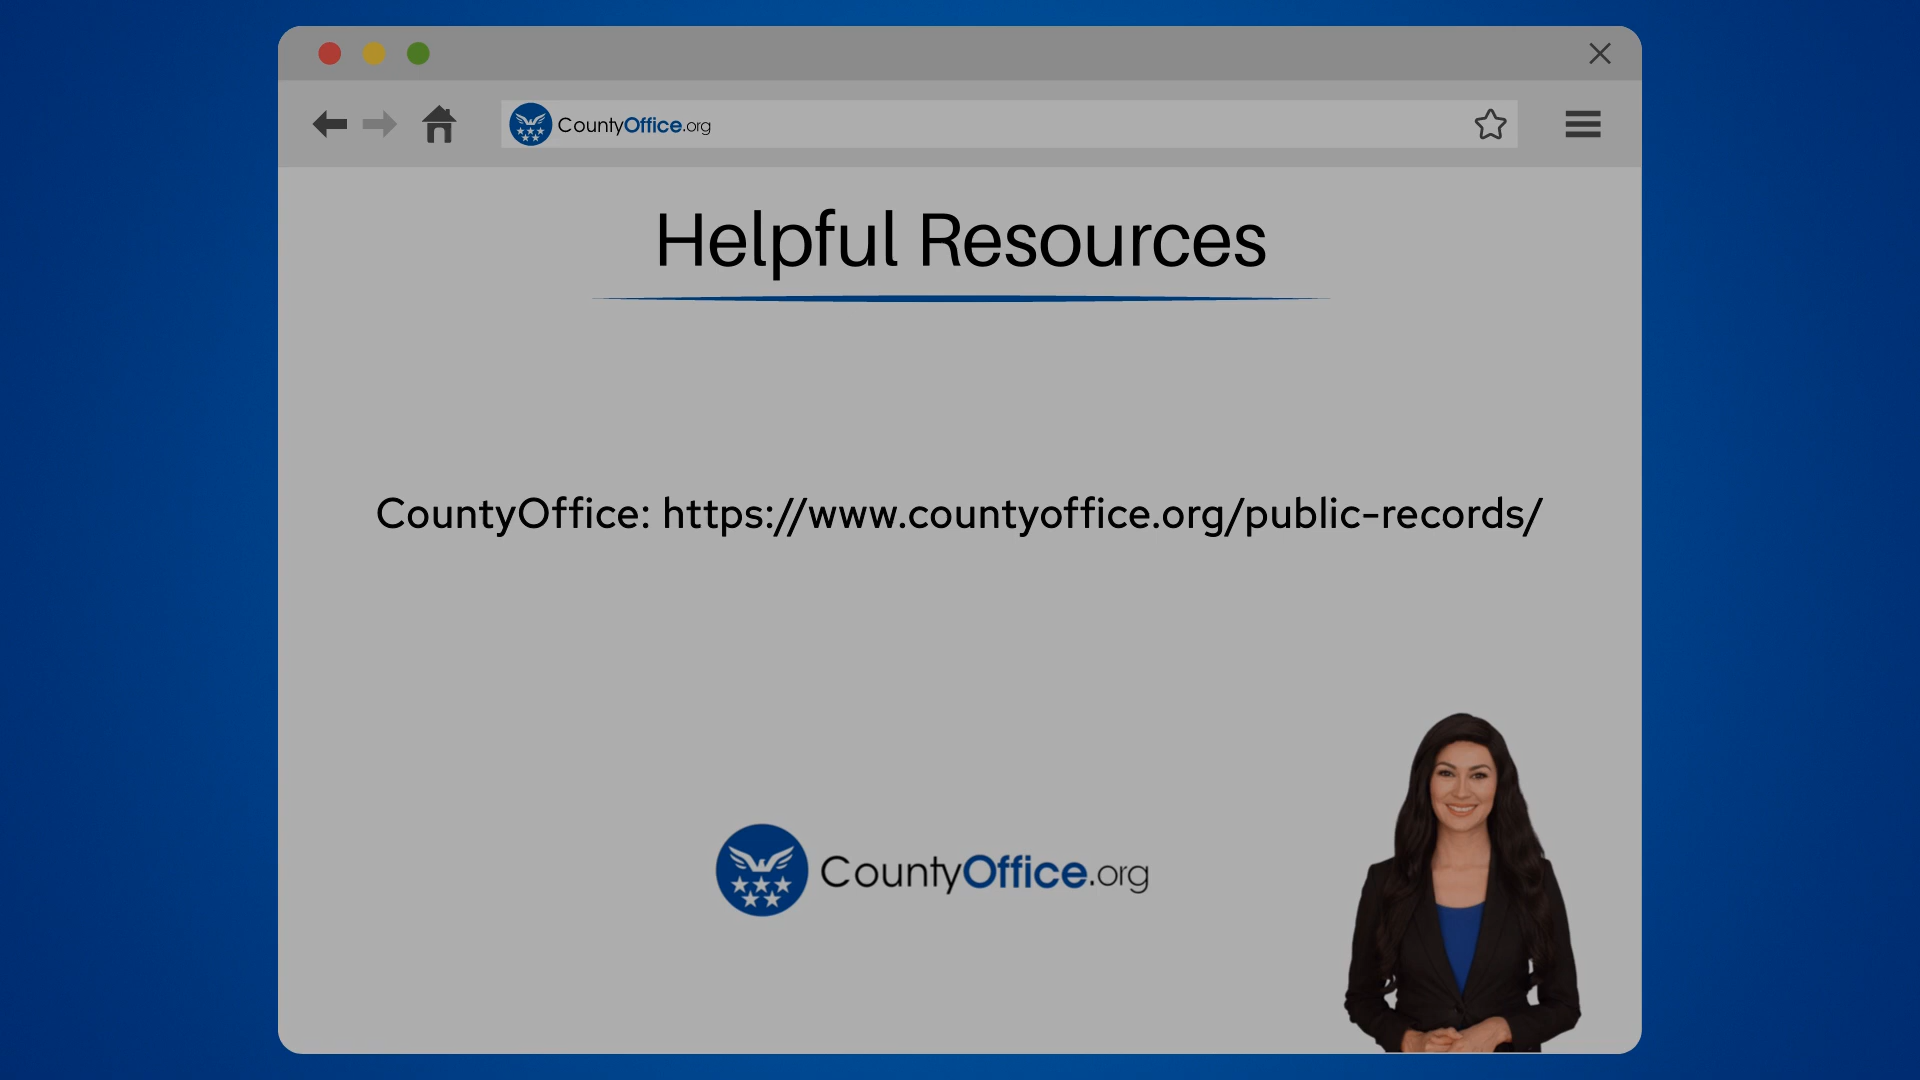 CountyOffice.org
Helpful Resources
CountyOffice: https://www.countyoffice.org/public-records/
CountyOffice.org